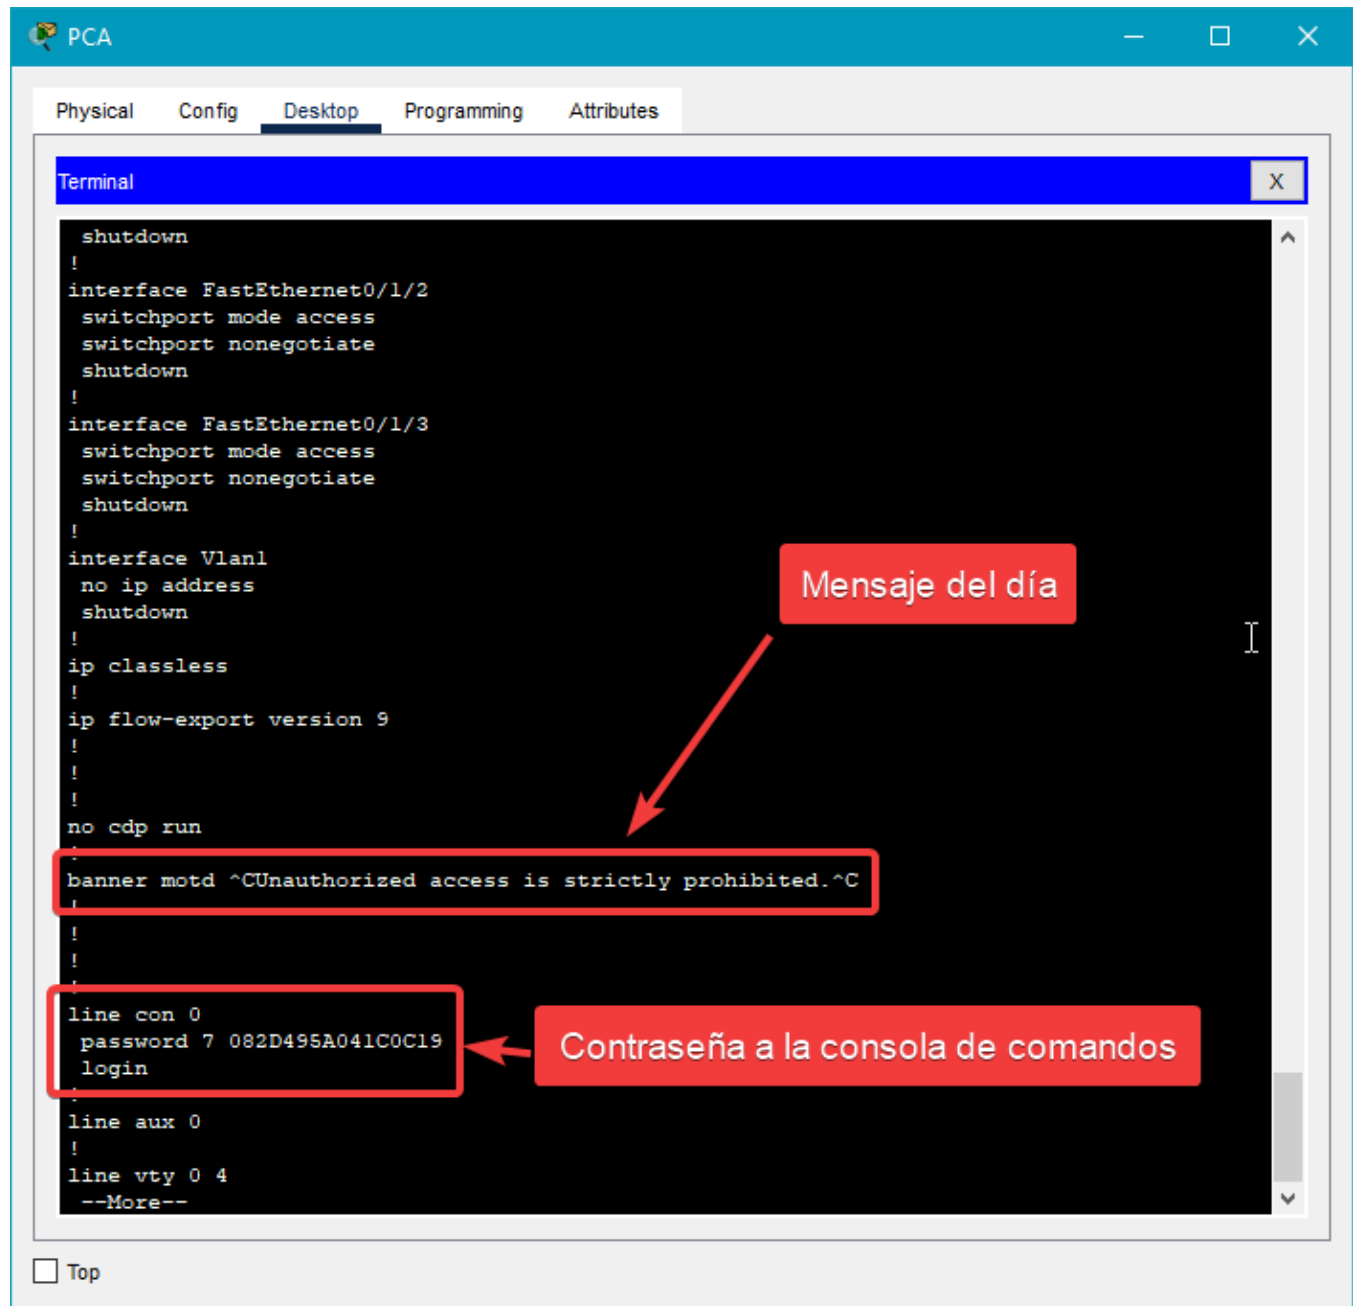 PCA
Physical Config Desktop Programming Attributes
Terminal
X
shutdown
!
interface FastEthernet0/1/2
switchport mode access
switchport nonegotiate
shutdown
!
interface FastEthernet0/1/3
switchport mode access
switchport nonegotiate
shutdown
!
interface Vlan1
no ip address
shutdown
!
ip classless
!
ip flow-export version 9
!
!
!
no cdp run
!
banner motd ^CUnauthorized access is strictly prohibited.^C
!
!
!
!
line con 0
password 7 082D495A041C0C19
login
!
line aux 0
!
line vty 0 4
--More--
Mensaje del día
Contraseña a la consola de comandos
Top